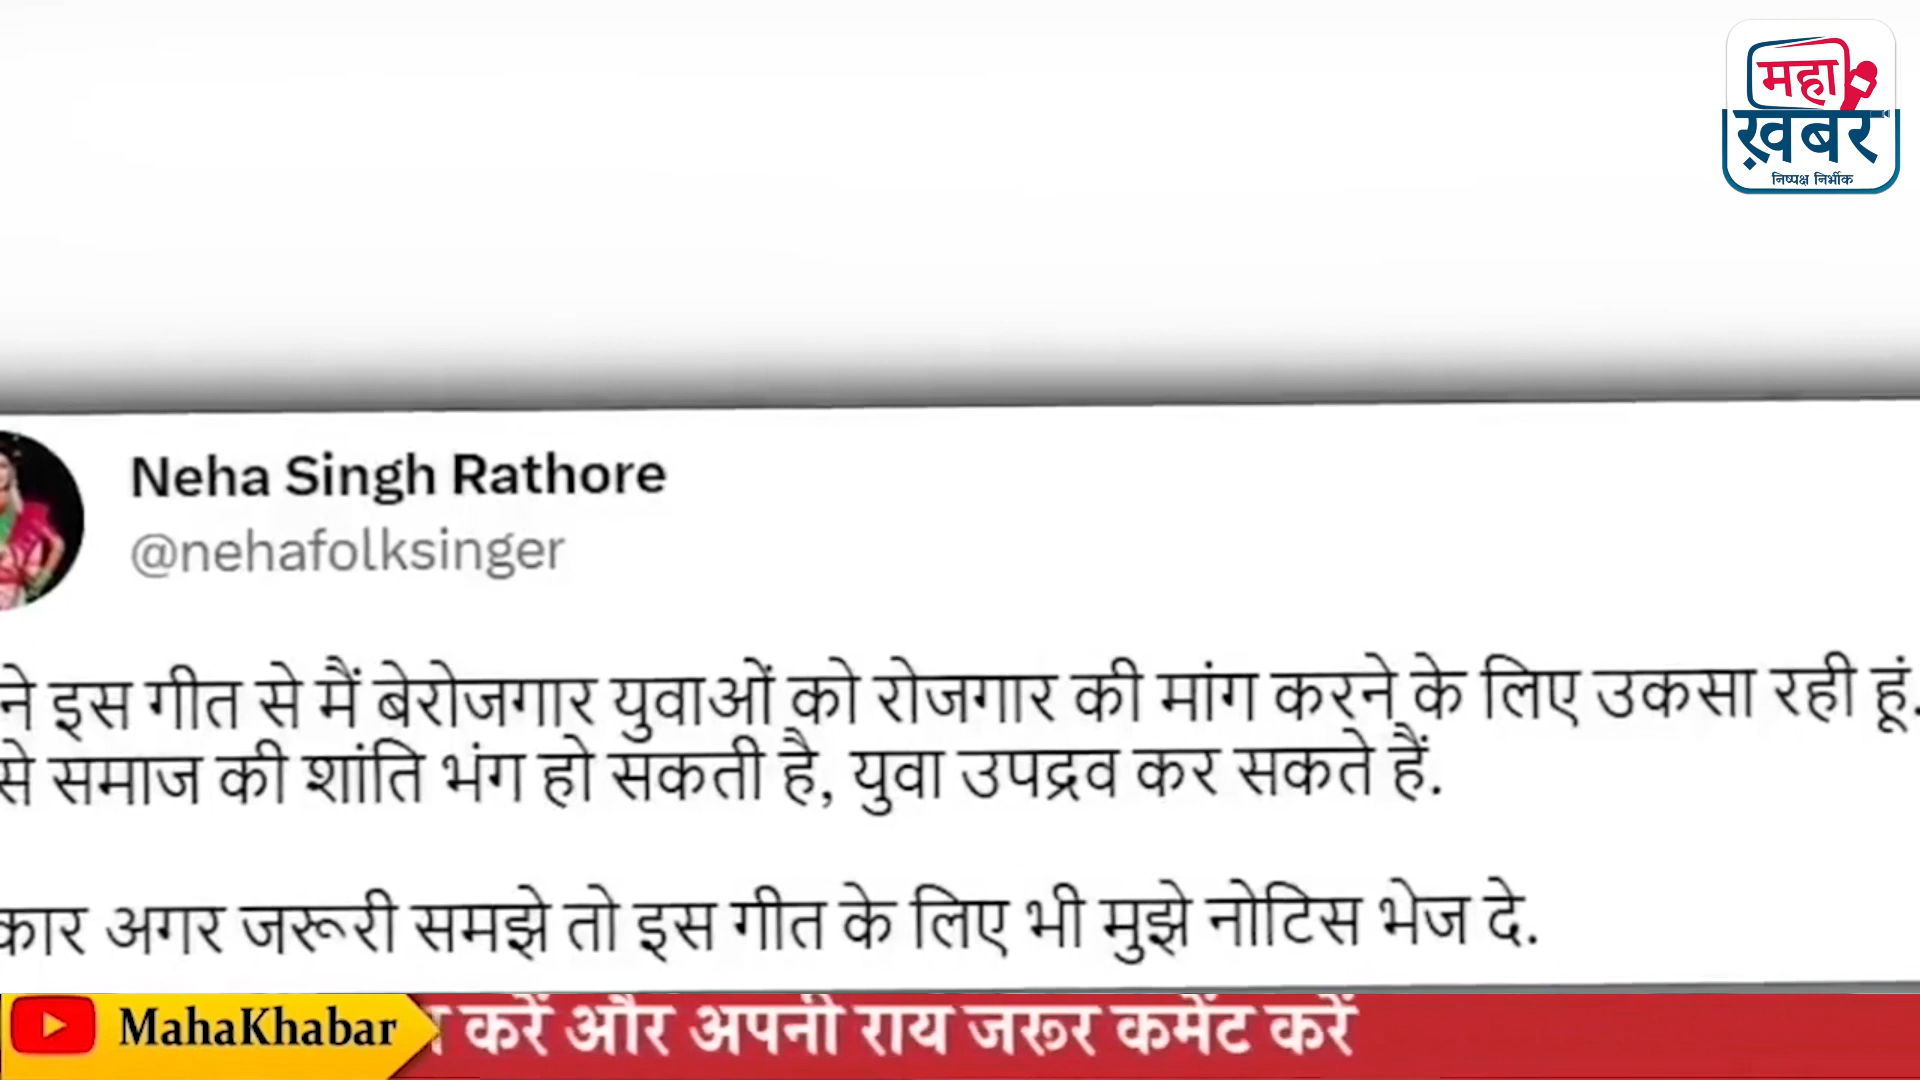 महा
ख़बर
निष्पक्ष निर्भीक
Neha Singh Rathore
@nehafolksinger
ने इस गीत से मैं बेरोजगार युवाओं को रोजगार की मांग करने के लिए उकसा रही हूं.
से समाज की शांति भंग हो सकती है, युवा उपद्रव कर सकते हैं.
कार अगर जरूरी समझे तो इस गीत के लिए भी मुझे नोटिस भेज दे.
MahaKhabar
करें और अपनी राय जरूर कमेंट करें